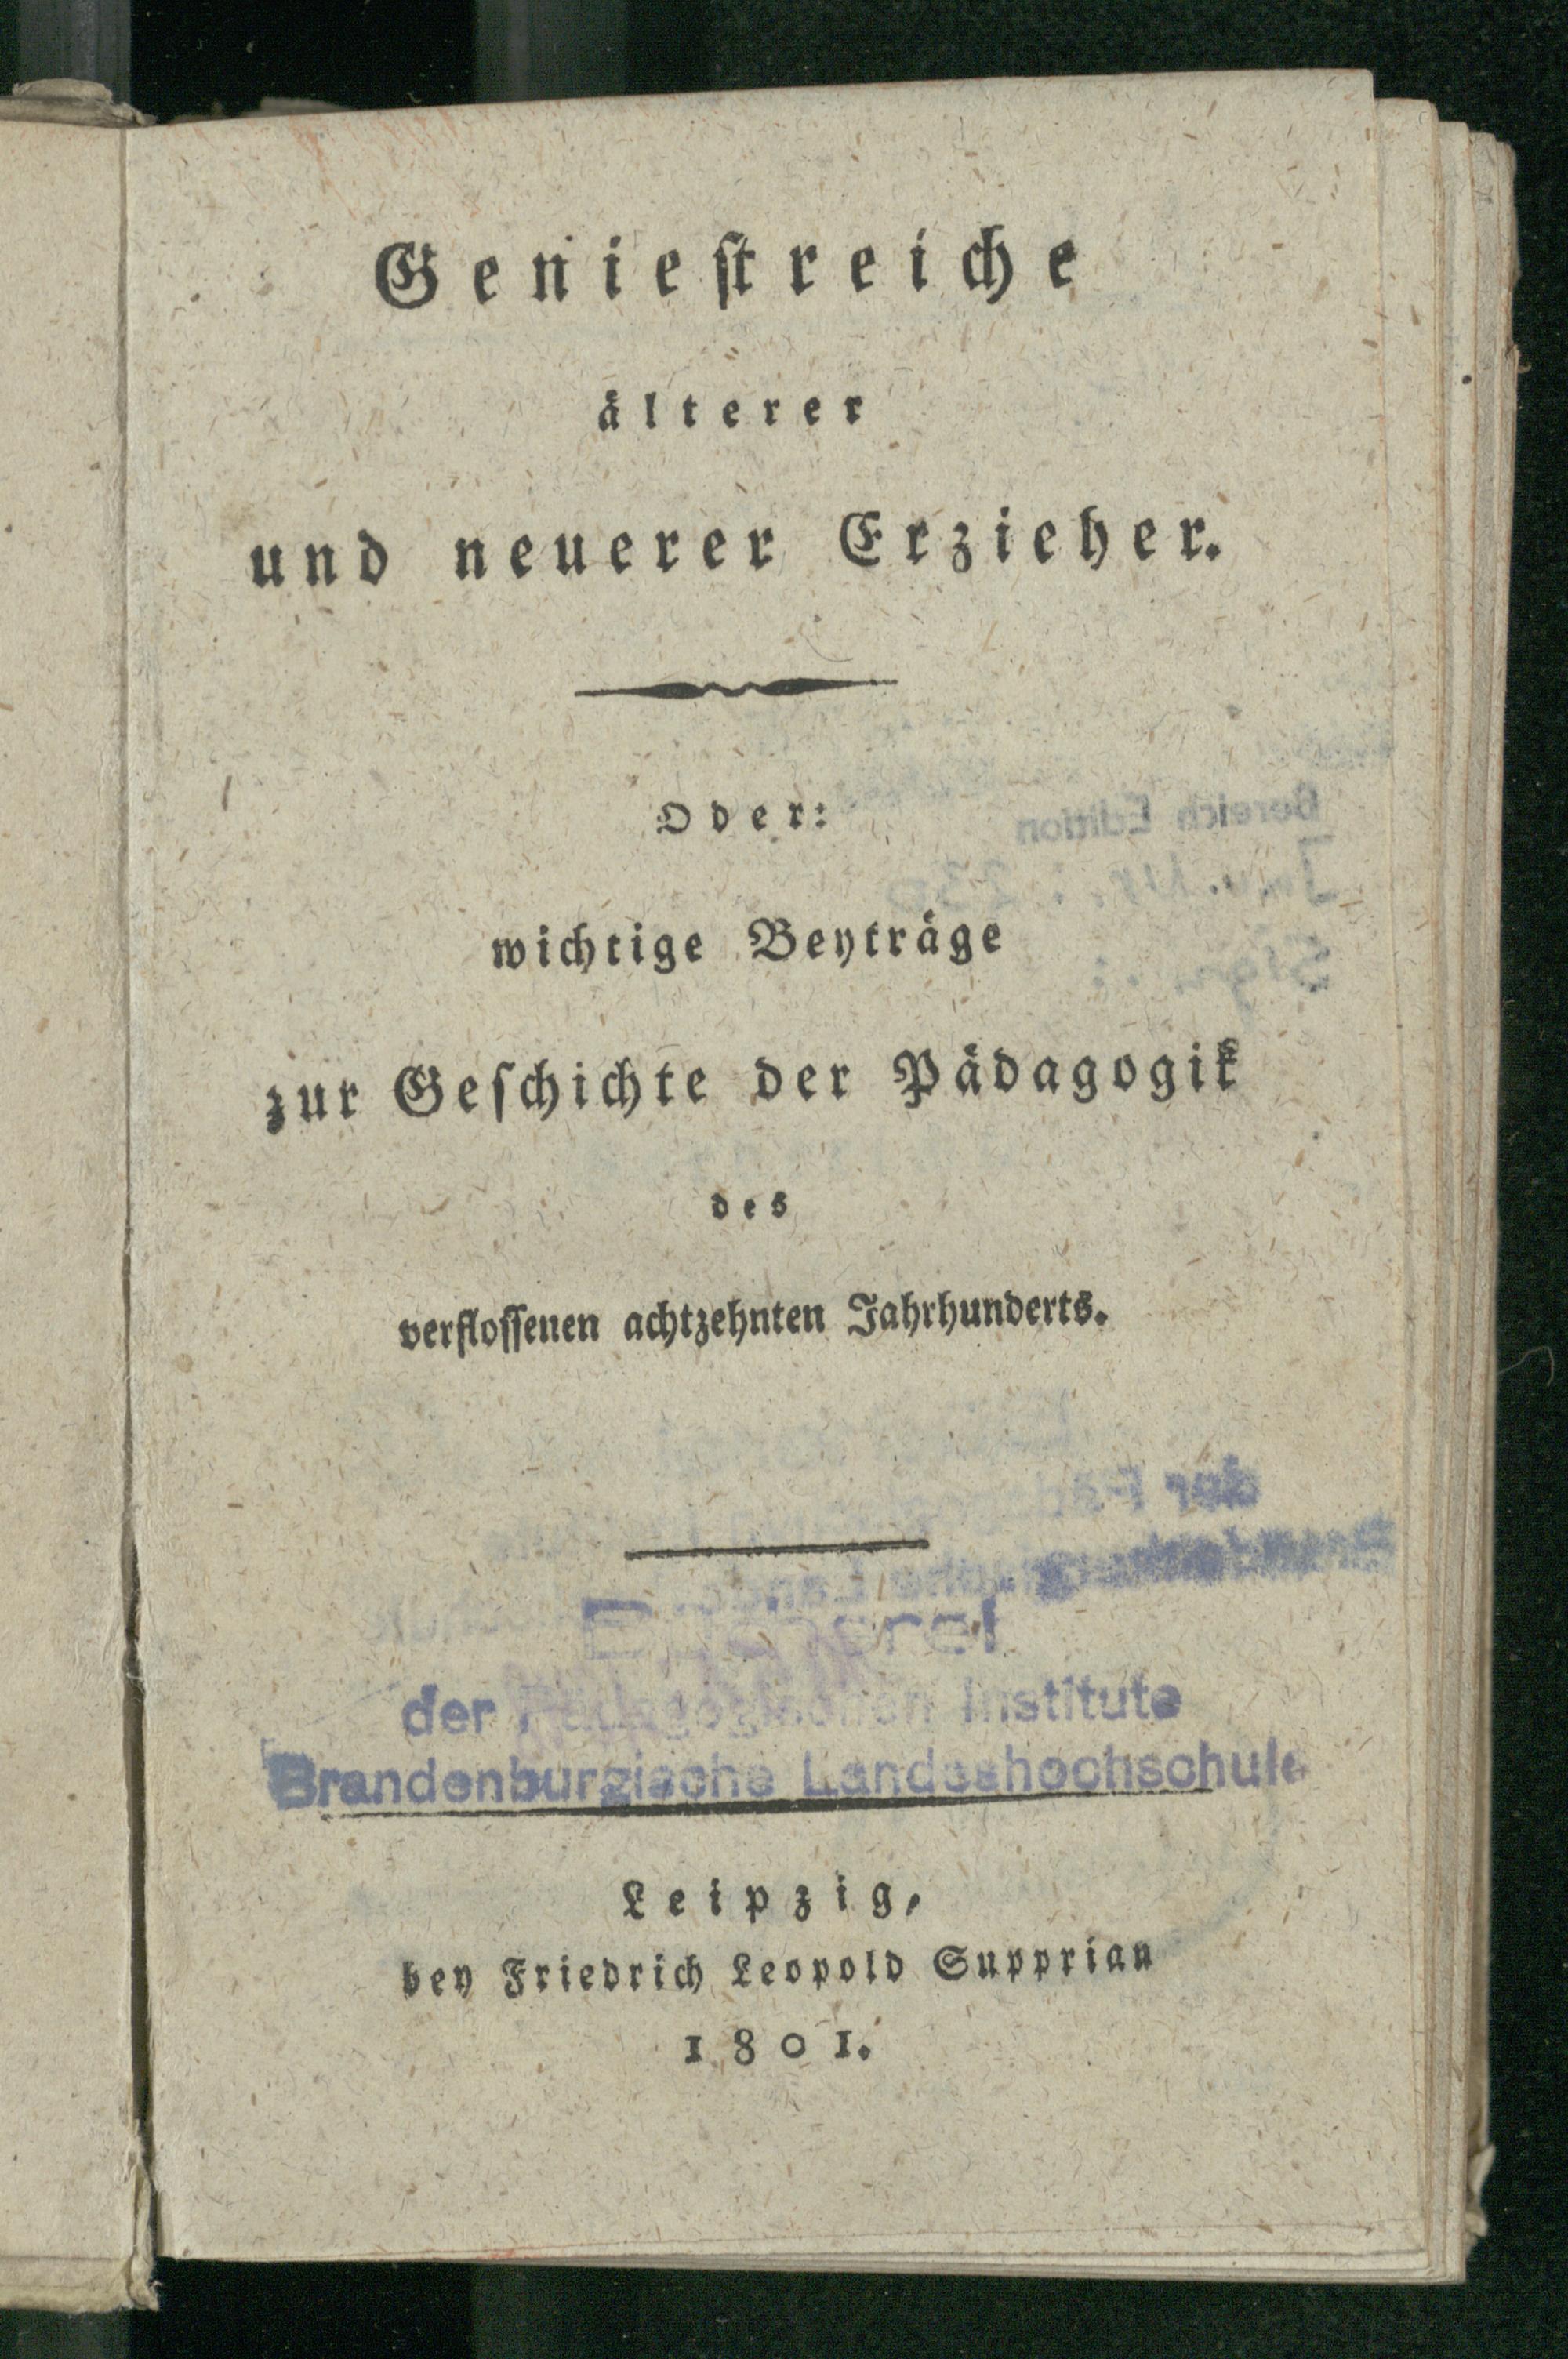 Geniestreiche
älterer
und neuerer Erzieher.
Oder:
wichtige Beyträge
zur Geschichte der Pädagogik
des
verflossenen achtzehnten Jahrhunderts.
Bücherei
der Pädagogischen Institute
Brandenburgische Landeshochschule
Leipzig,
bey Friedrich Leopold Supprian
1801.